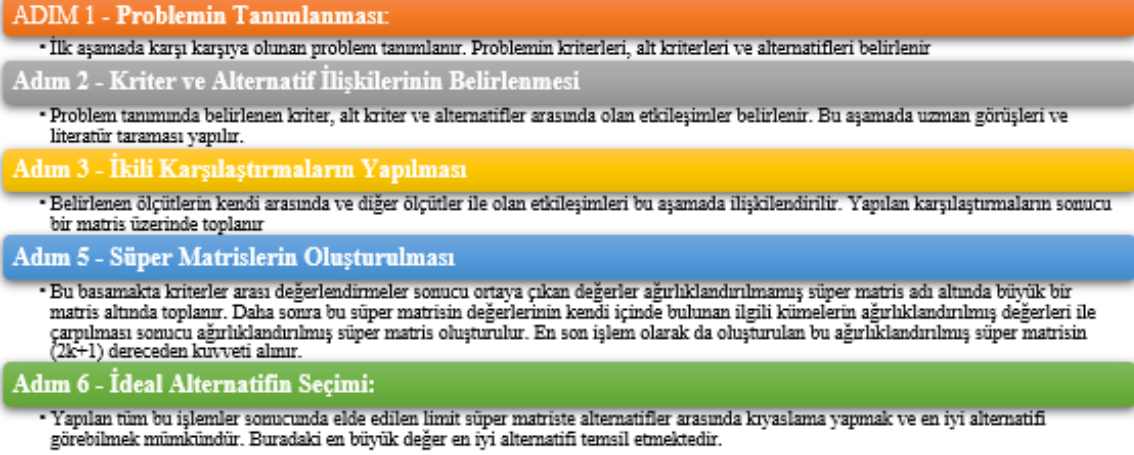 ADIM 1 - Problemin Tanımlanması:
• İlk aşamada karşı karşıya olunan problem tanımlanır. Problemin kriterleri, alt kriterleri ve alternatifleri belirlenir
Adım 2 - Kriter ve Alternatif İlişkilerinin Belirlenmesi
• Problem tanımında belirlenen kriter, alt kriter ve alternatifler arasında olan etkileşimler belirlenir. Bu aşamada uzman görüşleri ve
literatür taraması yapılır.
Adım 3 - İkili Karşılaştırmaların Yapılması
• Belirlenen ölçütlerin kendi arasında ve diğer ölçütler ile olan etkileşimleri bu aşamada ilişkilendirilir. Yapılan karşılaştırmaların sonucu
bir matris üzerinde toplanır
Adım 5 - Süper Matrislerin Oluşturulması
• Bu basamakta kriterler arası değerlendirmeler sonucu ortaya çıkan değerler ağırlıklandırılmamış süper matris adı altında büyük bir
matris altında toplanır. Daha sonra bu süper matrisin değerlerinin kendi içinde bulunan ilgili kümelerin ağırlıklandırılmış değerleri ile
çarpılması sonucu ağırlıklandırılmış süper matris oluşturulur. En son işlem olarak da oluşturulan bu ağırlıklandırılmış süper matrisin
(2k+1) dereceden kuvveti alınır.
Adım 6 - İdeal Alternatifin Seçimi:
• Yapılan tüm bu işlemler sonucunda elde edilen limit süper matriste alternatifler arasında kıyaslama yapmak ve en iyi alternatifi
görebilmek mümkündür. Buradaki en büyük değer en iyi alternatifi temsil etmektedir.